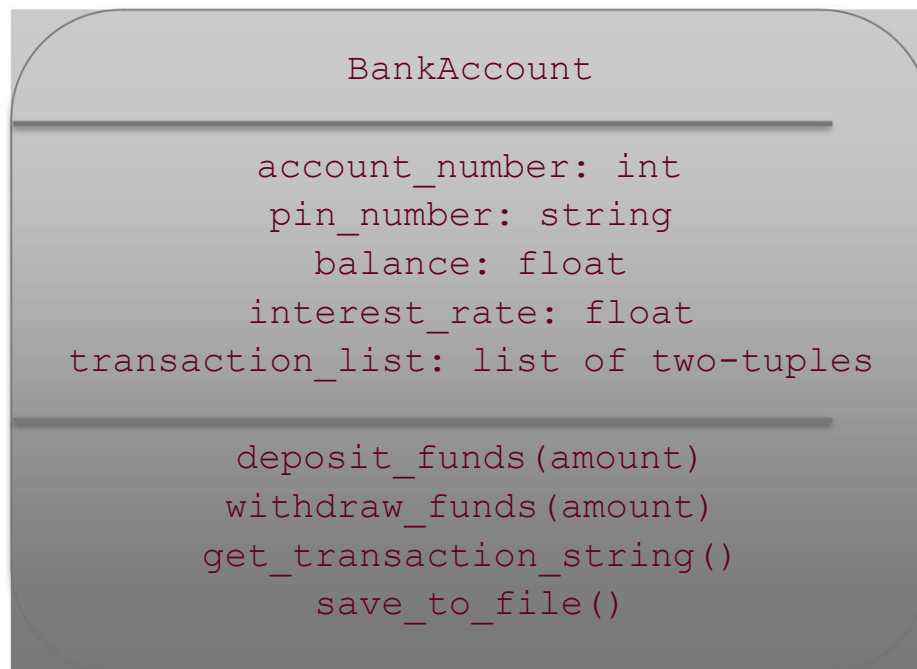 BankAccount
account_number: int
pin_number: string
balance: float
interest_rate: float
transaction_list: list of two-tuples
deposit_funds(amount)
withdraw_funds(amount)
get_transaction_string()
save_to_file()